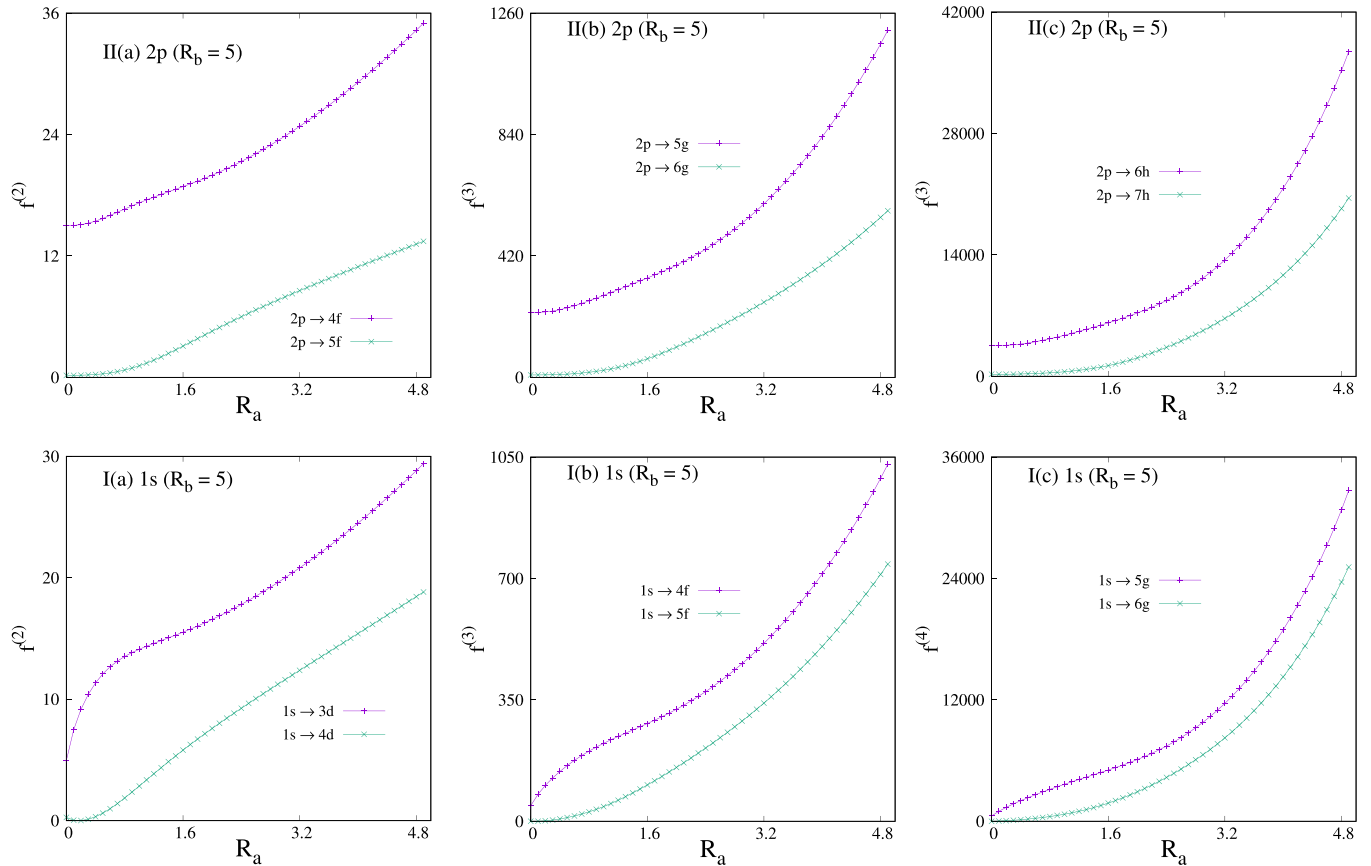 II(a) 2p (R_b = 5)
36
24
12
0
f^(2)
2p → 4f
2p → 5f
0
1.6
3.2
4.8
R_a
II(b) 2p (R_b = 5)
1260
840
420
0
f^(3)
2p → 5g
2p → 6g
0
1.6
3.2
4.8
R_a
II(c) 2p (R_b = 5)
42000
28000
14000
0
f^(3)
2p → 6h
2p → 7h
0
1.6
3.2
4.8
R_a
I(a) 1s (R_b = 5)
30
20
10
0
f^(2)
1s → 3d
1s → 4d
0
1.6
3.2
4.8
R_a
I(b) 1s (R_b = 5)
1050
700
350
0
f^(3)
1s → 4f
1s → 5f
0
1.6
3.2
4.8
R_a
I(c) 1s (R_b = 5)
36000
24000
12000
0
f^(4)
1s → 5g
1s → 6g
0
1.6
3.2
4.8
R_a